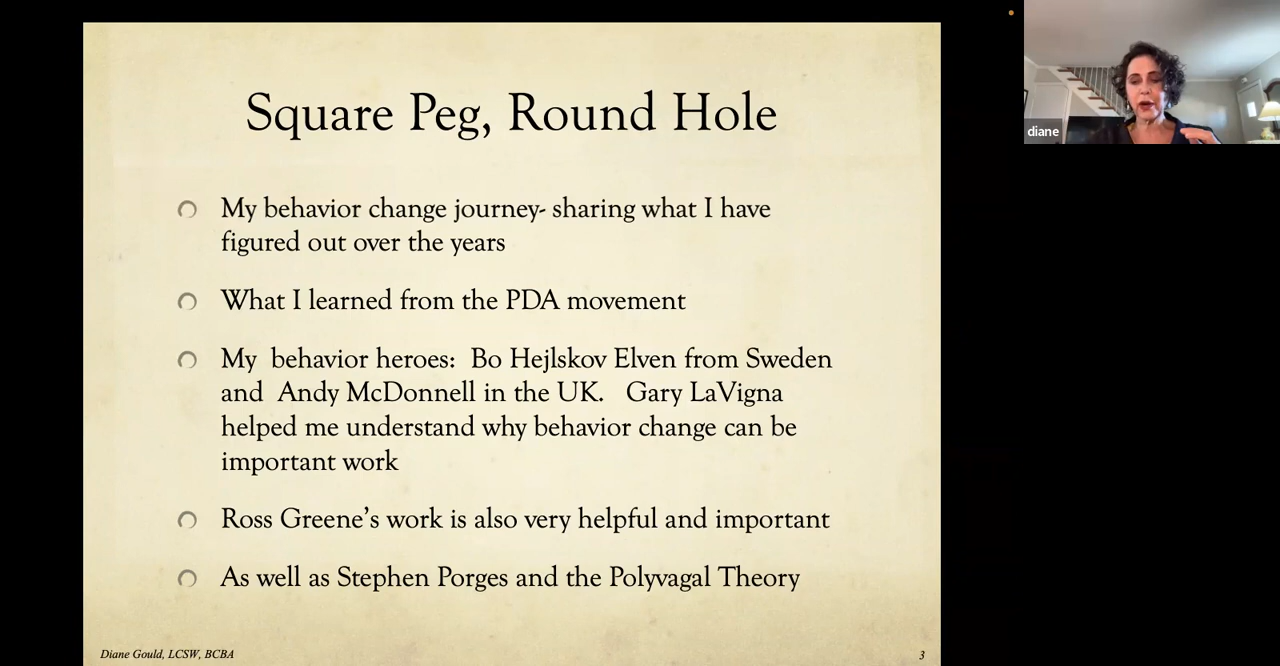 Square Peg, Round Hole
My behavior change journey- sharing what I have
figured out over the years
What I learned from the PDA movement
My behavior heroes: Bo Hejlskov Elven from Sweden
and Andy McDonnell in the UK. Gary LaVigna
helped me understand why behavior change can be
important work
Ross Greene’s work is also very helpful and important
As well as Stephen Porges and the Polyvagal Theory
Diane Gould, LCSW, BCBA
3
diane